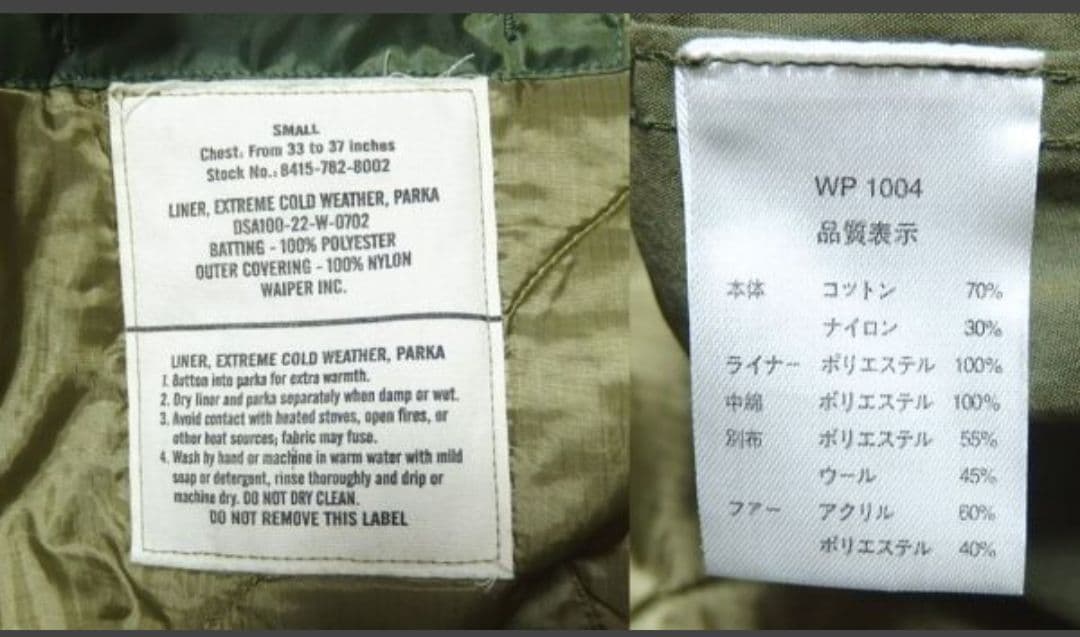 SMALL
Chest. From 33 to 37 inches
Stock No.: 8415-782-8002
LINER, EXTREME COLD WEATHER, PARKA
DSA100-22-W-0702
BATTING - 100% POLYESTER
OUTER COVERING - 100% NYLON
WAIPER INC.
LINER, EXTREME COLD WEATHER, PARKA
1. Button into parka for extra warmth.
2. Dry liner and parka separately when damp or wet.
3. Avoid contact with heated stoves, open fires, or
other heat sources; fabric may fuse.
4. Wash by hand or machine in warm water with mild
soap or detergent, rinse thoroughly and drip or
machine dry. DO NOT DRY CLEAN.
DO NOT REMOVE THIS LABEL
WP 1004
品質表示
本体 コットン 70%
ナイロン 30%
ライナー ポリエステル 100%
中綿 ポリエステル 100%
別布 ポリエステル 55%
ウール 45%
ファー アクリル 60%
ポリエステル 40%